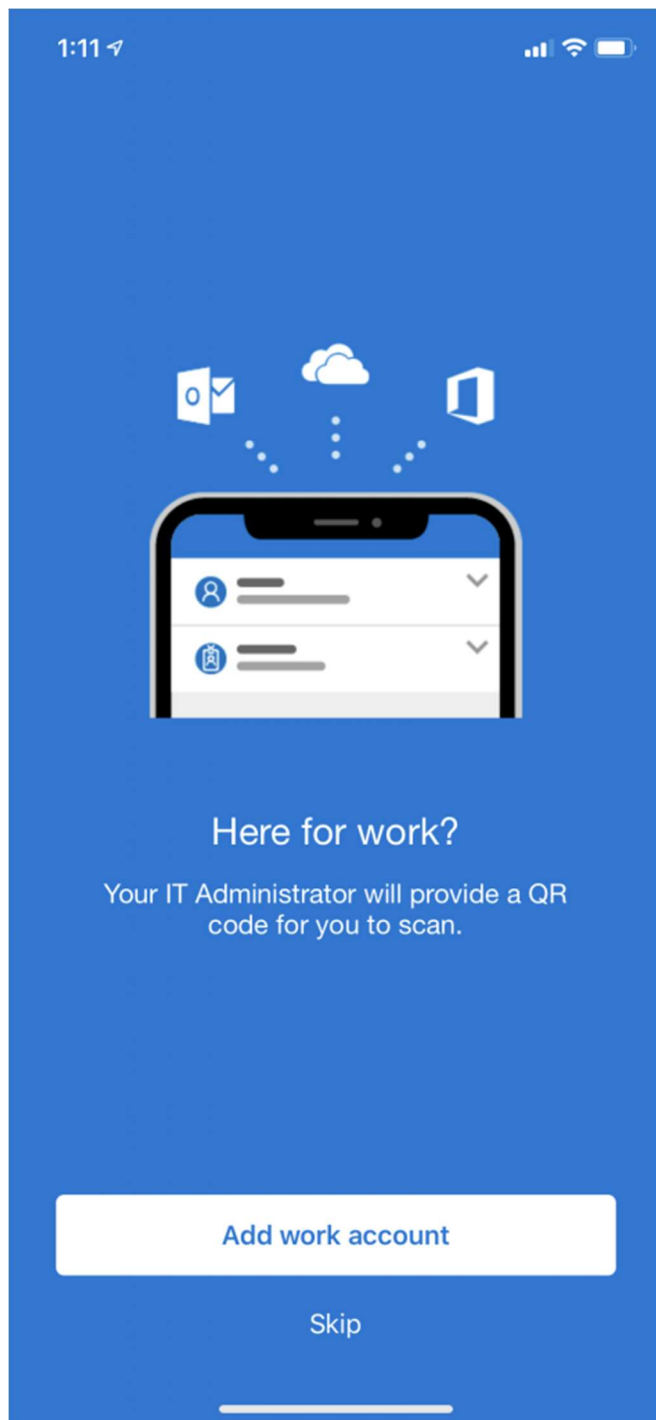 1:11
Here for work?
Your IT Administrator will provide a QR
code for you to scan.
Add work account
Skip